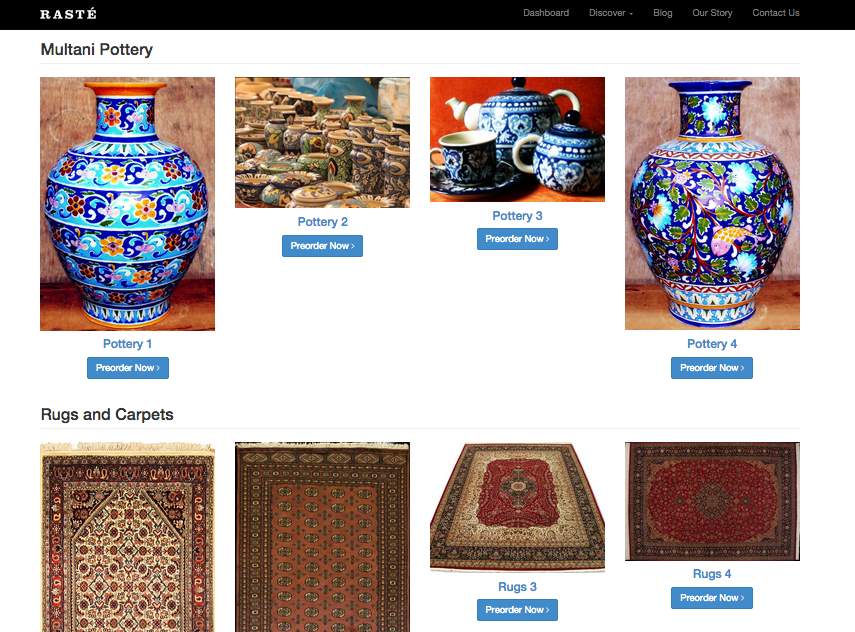 RASTÉ
Dashboard Discover Blog Our Story Contact Us
Multani Pottery
Pottery 1
Preorder Now ›
Pottery 2
Preorder Now ›
Pottery 3
Preorder Now ›
Pottery 4
Preorder Now ›
Rugs and Carpets
Rugs 3
Preorder Now ›
Rugs 4
Preorder Now ›